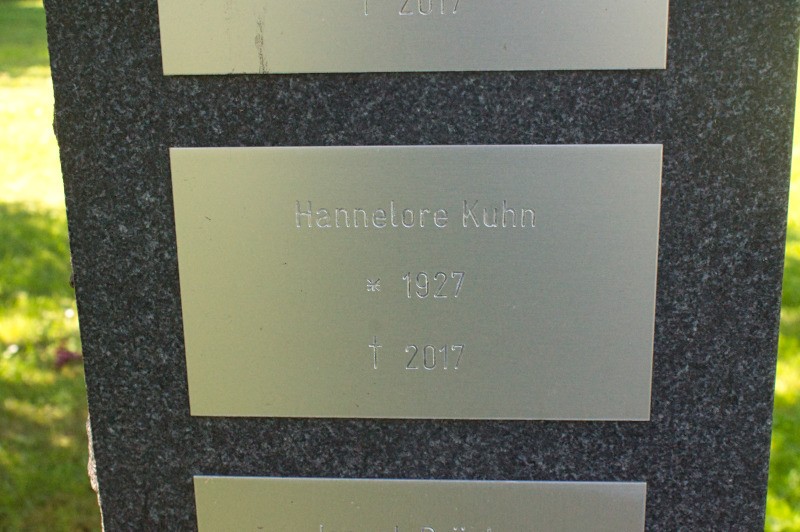 † 2017
Hannelore Kuhn
* 1927
† 2017